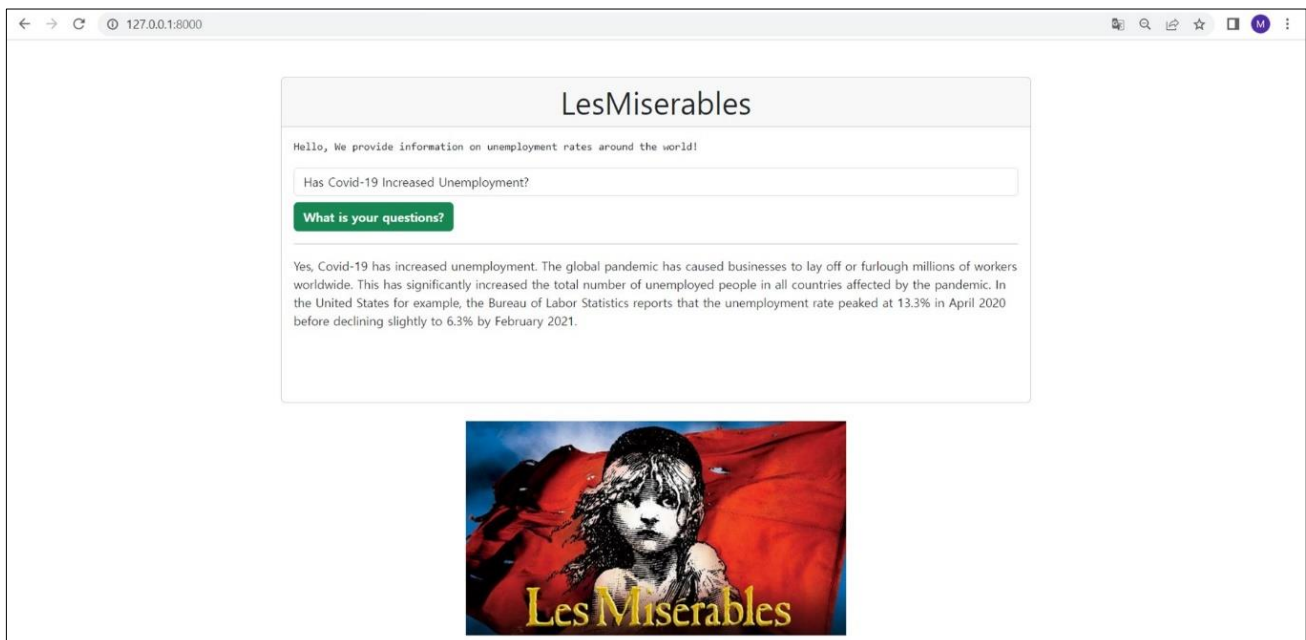 127.0.0.1:8000
M
LesMiserables
Hello, We provide information on unemployment rates around the world!
Has Covid-19 Increased Unemployment?
What is your questions?
Yes, Covid-19 has increased unemployment. The global pandemic has caused businesses to lay off or furlough millions of workers
worldwide. This has significantly increased the total number of unemployed people in all countries affected by the pandemic. In
the United States for example, the Bureau of Labor Statistics reports that the unemployment rate peaked at 13.3% in April 2020
before declining slightly to 6.3% by February 2021.
Les Misérables